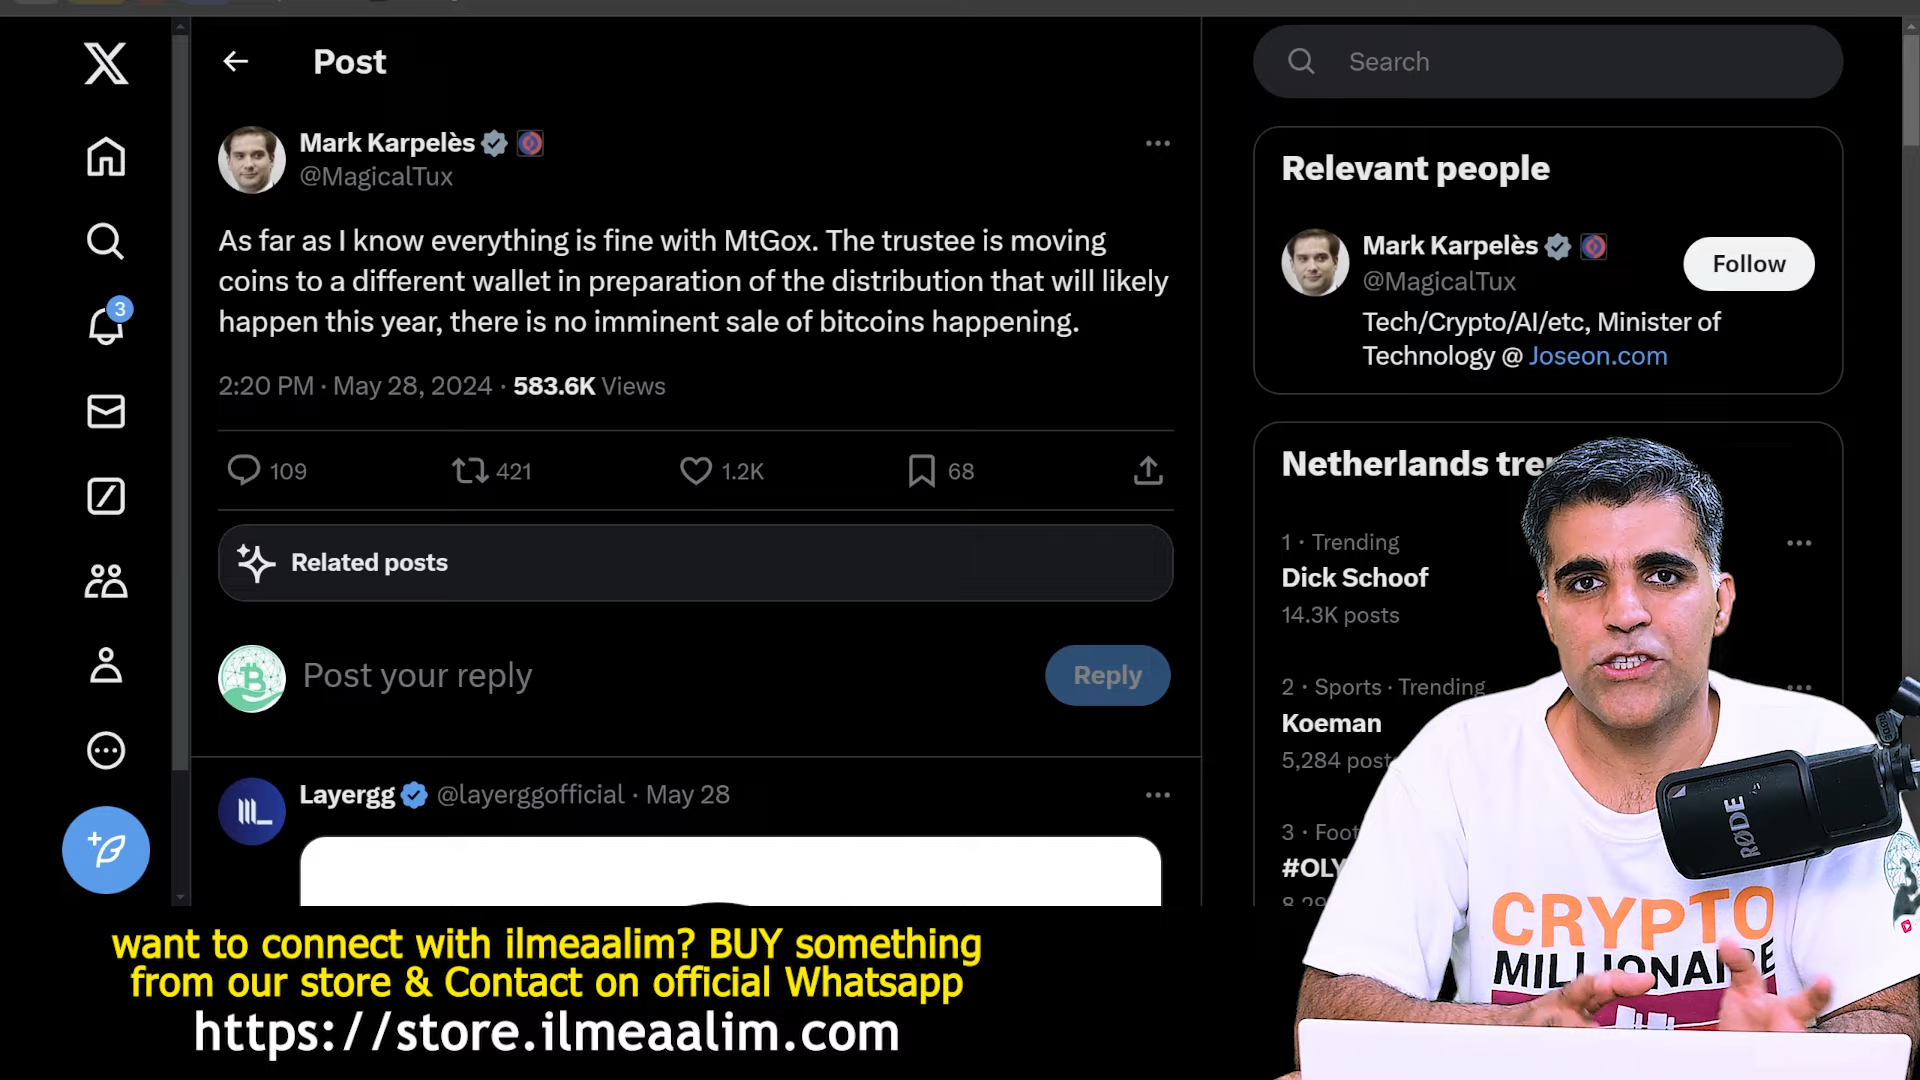 Post
Search
Mark Karpelès
@MagicalTux
As far as I know everything is fine with MtGox. The trustee is moving
coins to a different wallet in preparation of the distribution that will likely
happen this year, there is no imminent sale of bitcoins happening.
2:20 PM · May 28, 2024 · 583.6K Views
109
421
1.2K
68
Related posts
Post your reply
Reply
Layergg @layerggofficial · May 28
3
Relevant people
Mark Karpelès
@MagicalTux
Follow
Tech/Crypto/AI/etc, Minister of
Technology @ Joseon.com
Netherlands
1 · Trending
Dick Schoof
14.3K posts
2 · Sports · Trending
Koeman
5,284
3 ·
RØDE
CRYPTO
MILLIONAIRE
want to connect with ilmeaalim? BUY something
from our store & Contact on official Whatsapp
https://store.ilmeaalim.com